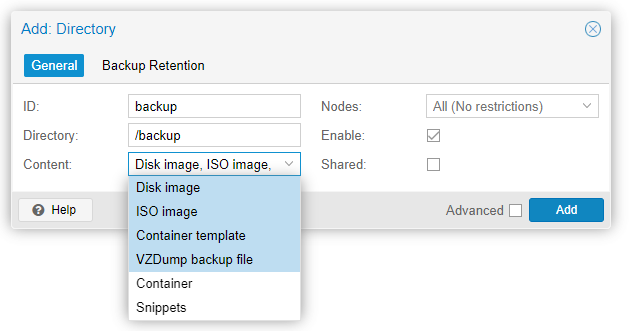 Add: Directory
General Backup Retention
ID: backup Nodes: All (No restrictions)
Directory: /backup Enable:
Content: Disk image, ISO image, Shared:
Disk image
ISO image
Container template
VZDump backup file
Container
Snippets
Help Advanced Add